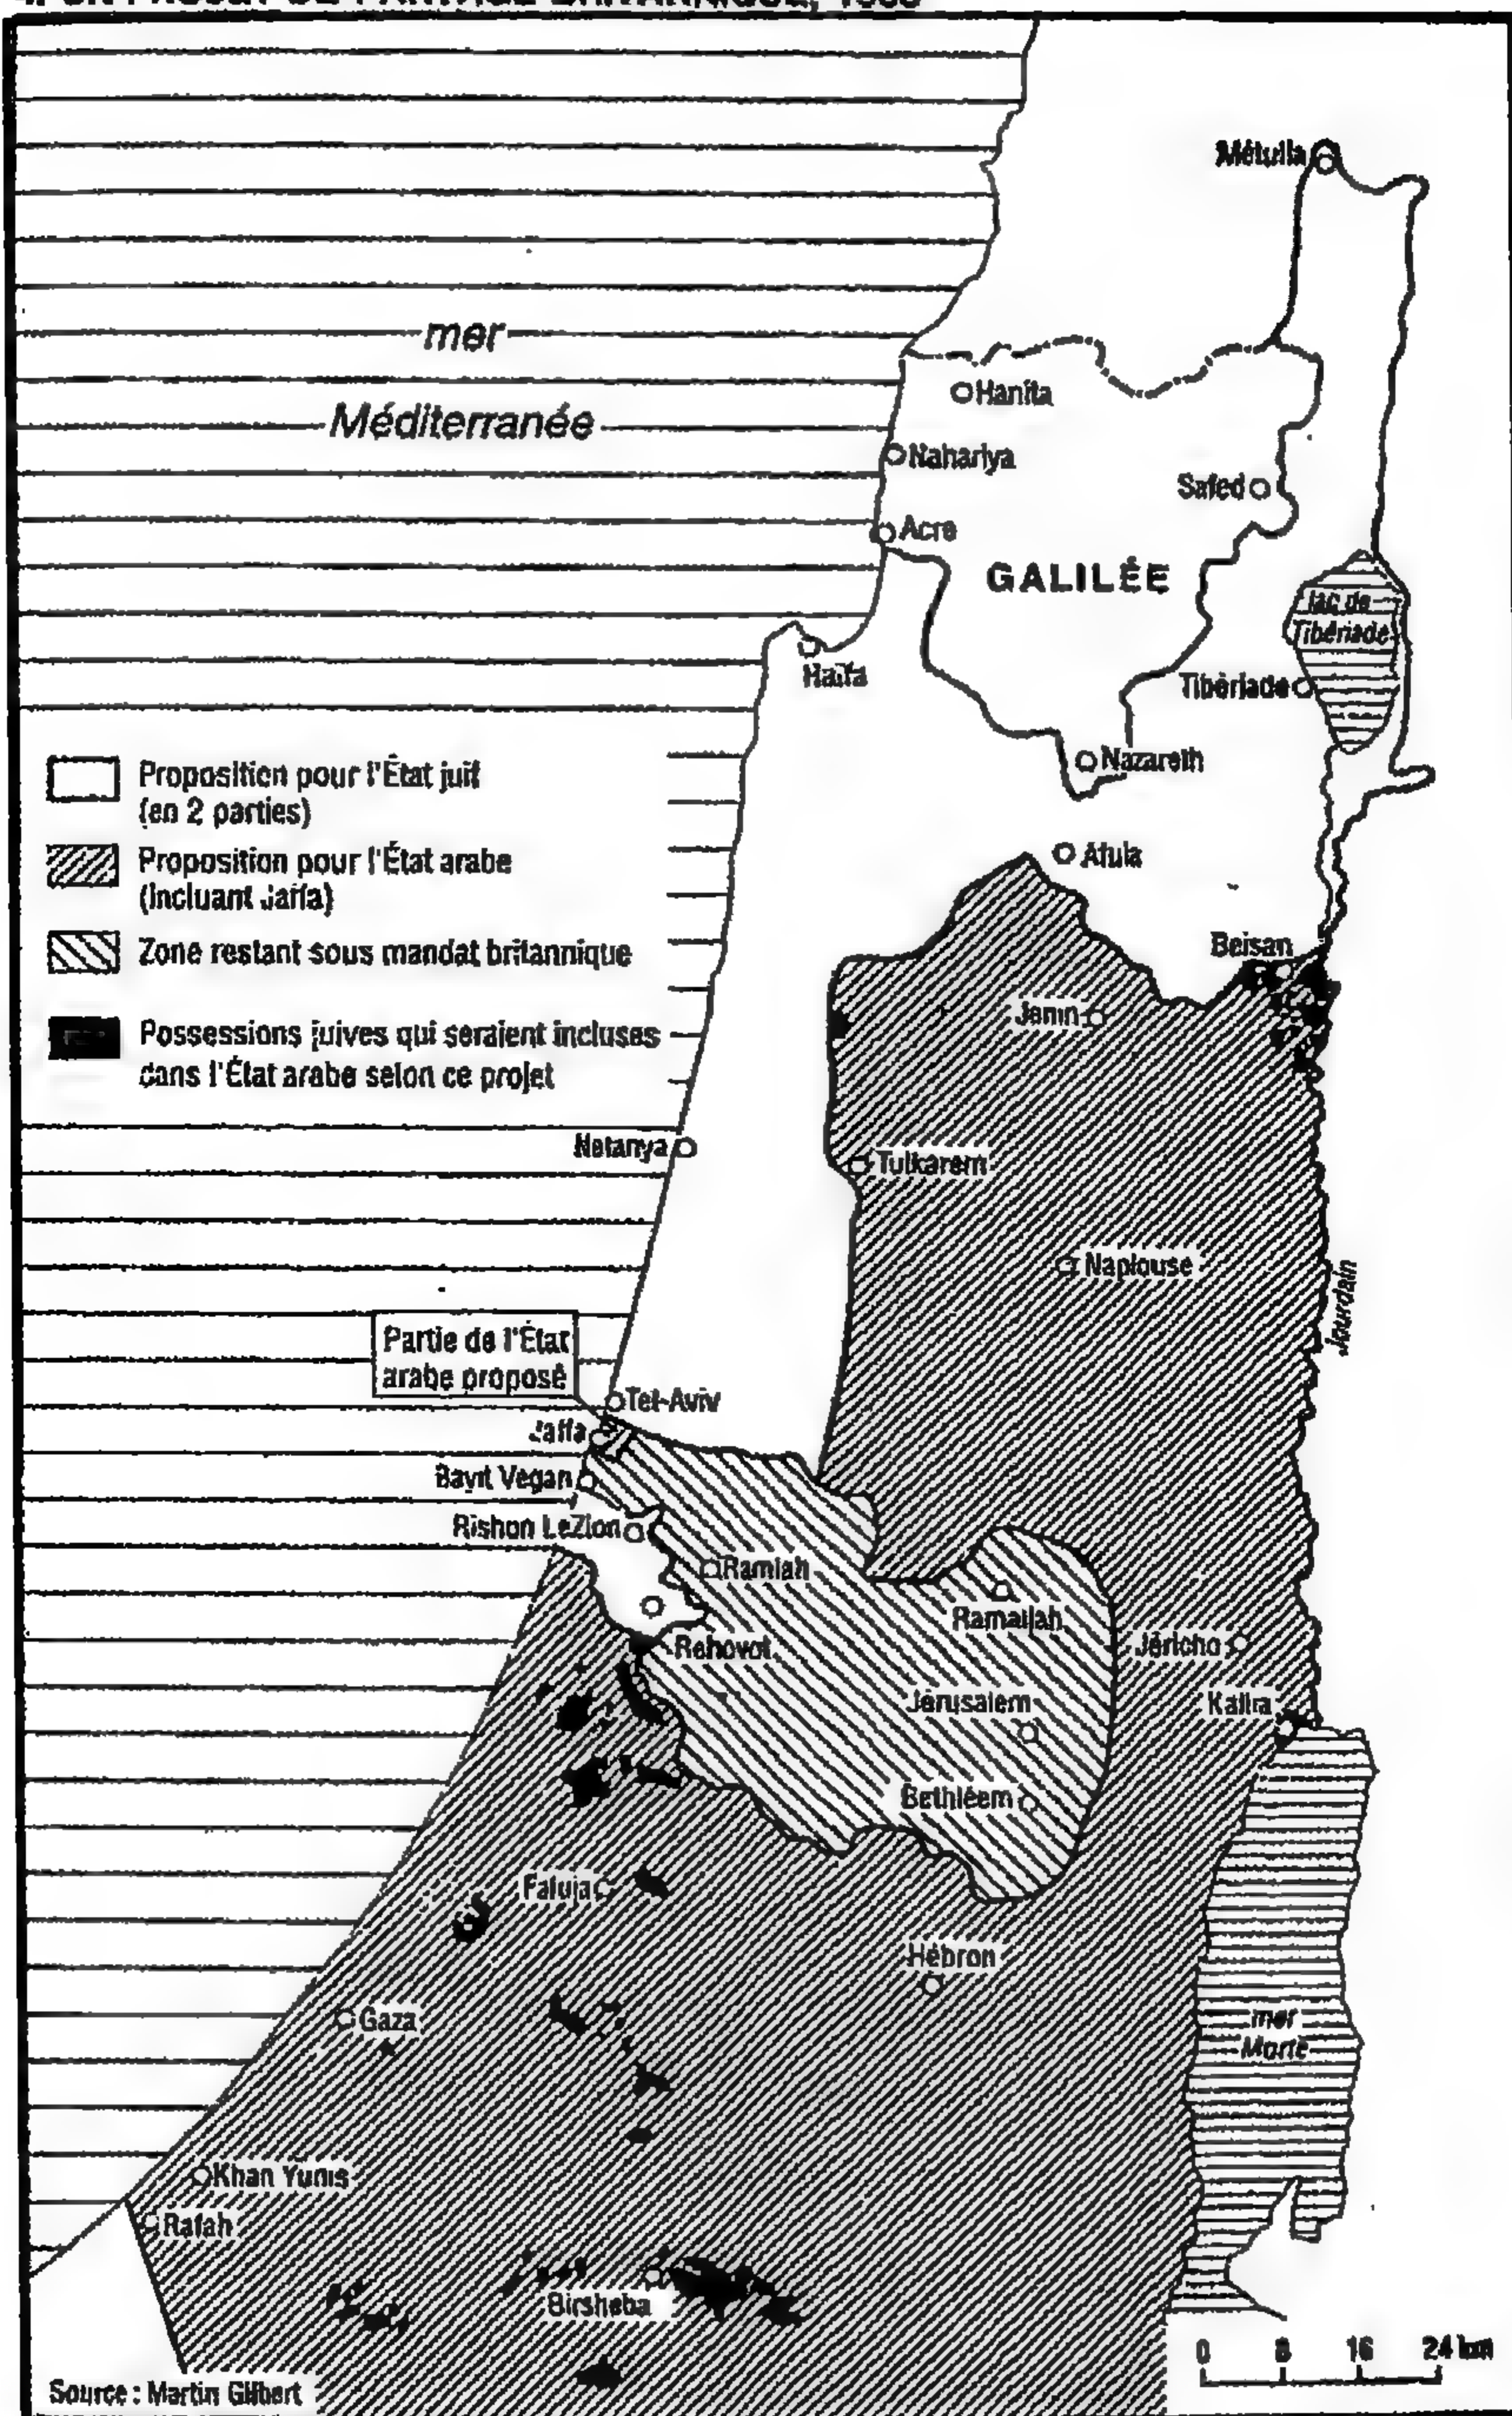 mer
Méditerranée
Métulla
Hanita
Nahariya
Safed
Acre
GALILÉE
lac de
Tibériade
Haïfa
Tibériade
Nazareth
Proposition pour l'État juif
(en 2 parties)
Afula
Proposition pour l'État arabe
(incluant Jaffa)
Zone restant sous mandat britannique
Beisan
Jenin
Possessions juives qui seraient incluses
dans l'État arabe selon ce projet
Netanya
Tulkarem
Naplouse
Jourdain
Partie de l'État
arabe proposé
Tel-Aviv
Jaffa
Bayit Vegan
Rishon LeZion
Ramlah
Ramallah
Rehovot
Jéricho
Jérusalem
Kallia
Bethléem
Faluja
Hébron
Gaza
mer
Morte
Khan Yunis
Rafah
Birsheba
0 8 16 24 km
Source : Martin Gilbert